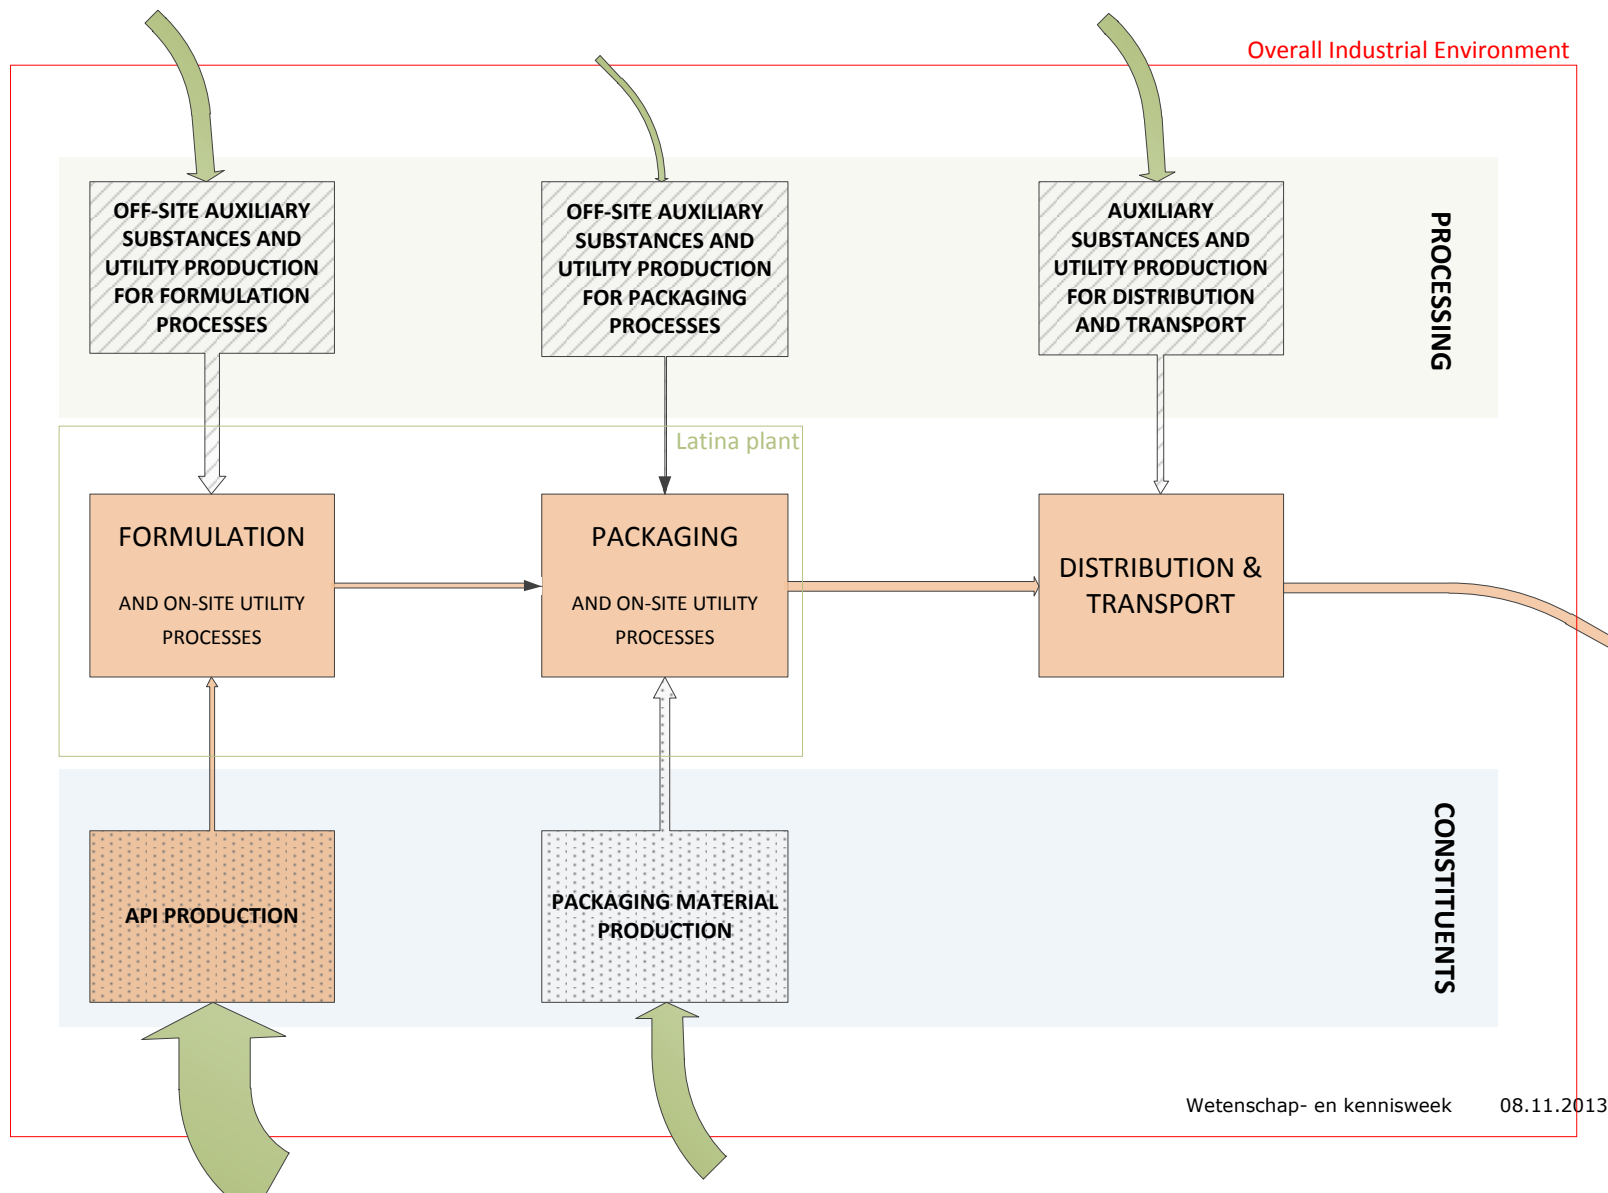 Overall Industrial Environment
OFF-SITE AUXILIARY
SUBSTANCES AND
UTILITY PRODUCTION
FOR FORMULATION
PROCESSES
OFF-SITE AUXILIARY
SUBSTANCES AND
UTILITY PRODUCTION
FOR PACKAGING
PROCESSES
AUXILIARY
SUBSTANCES AND
UTILITY PRODUCTION
FOR DISTRIBUTION
AND TRANSPORT
PROCESSING
Latina plant
FORMULATION
AND ON-SITE UTILITY
PROCESSES
PACKAGING
AND ON-SITE UTILITY
PROCESSES
DISTRIBUTION &
TRANSPORT
API PRODUCTION
PACKAGING MATERIAL
PRODUCTION
CONSTITUENTS
Wetenschap- en kennisweek 08.11.2013